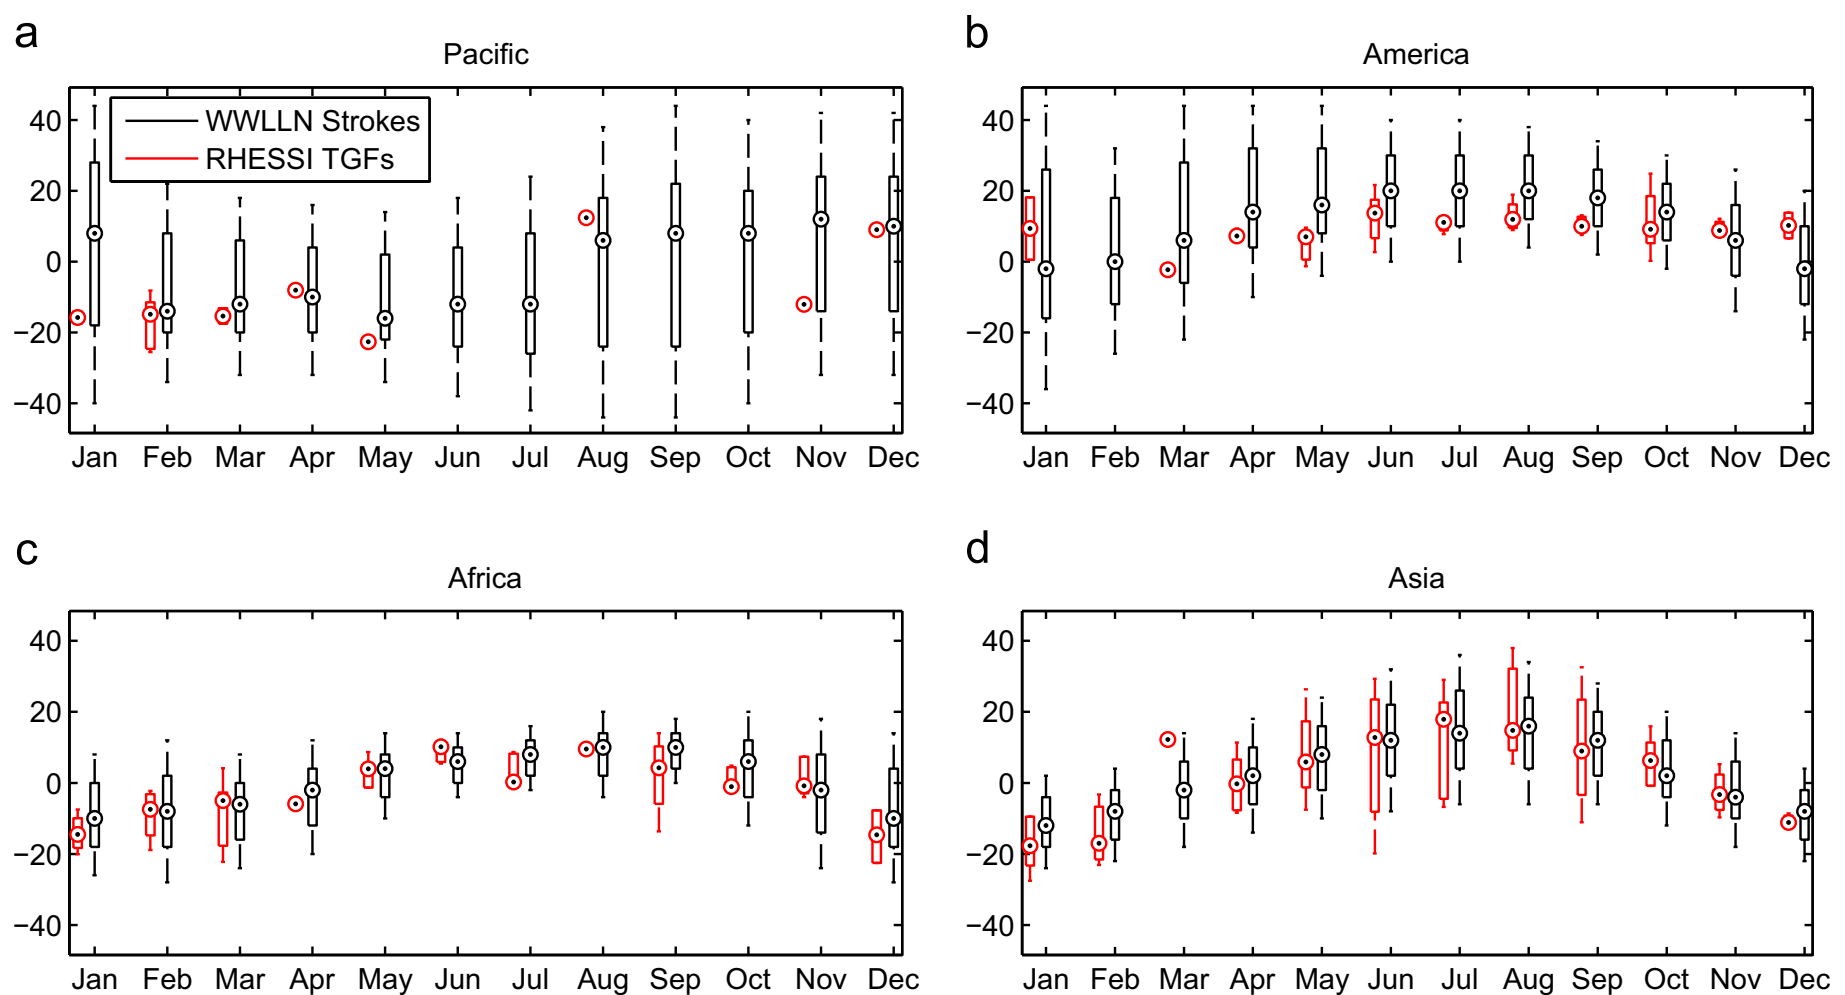 a
Pacific
WWLLN Strokes
RHESSI TGFs
40
20
0
−20
−40
Jan Feb Mar Apr May Jun Jul Aug Sep Oct Nov Dec
b
America
40
20
0
−20
−40
Jan Feb Mar Apr May Jun Jul Aug Sep Oct Nov Dec
c
Africa
40
20
0
−20
−40
Jan Feb Mar Apr May Jun Jul Aug Sep Oct Nov Dec
d
Asia
40
20
0
−20
−40
Jan Feb Mar Apr May Jun Jul Aug Sep Oct Nov Dec